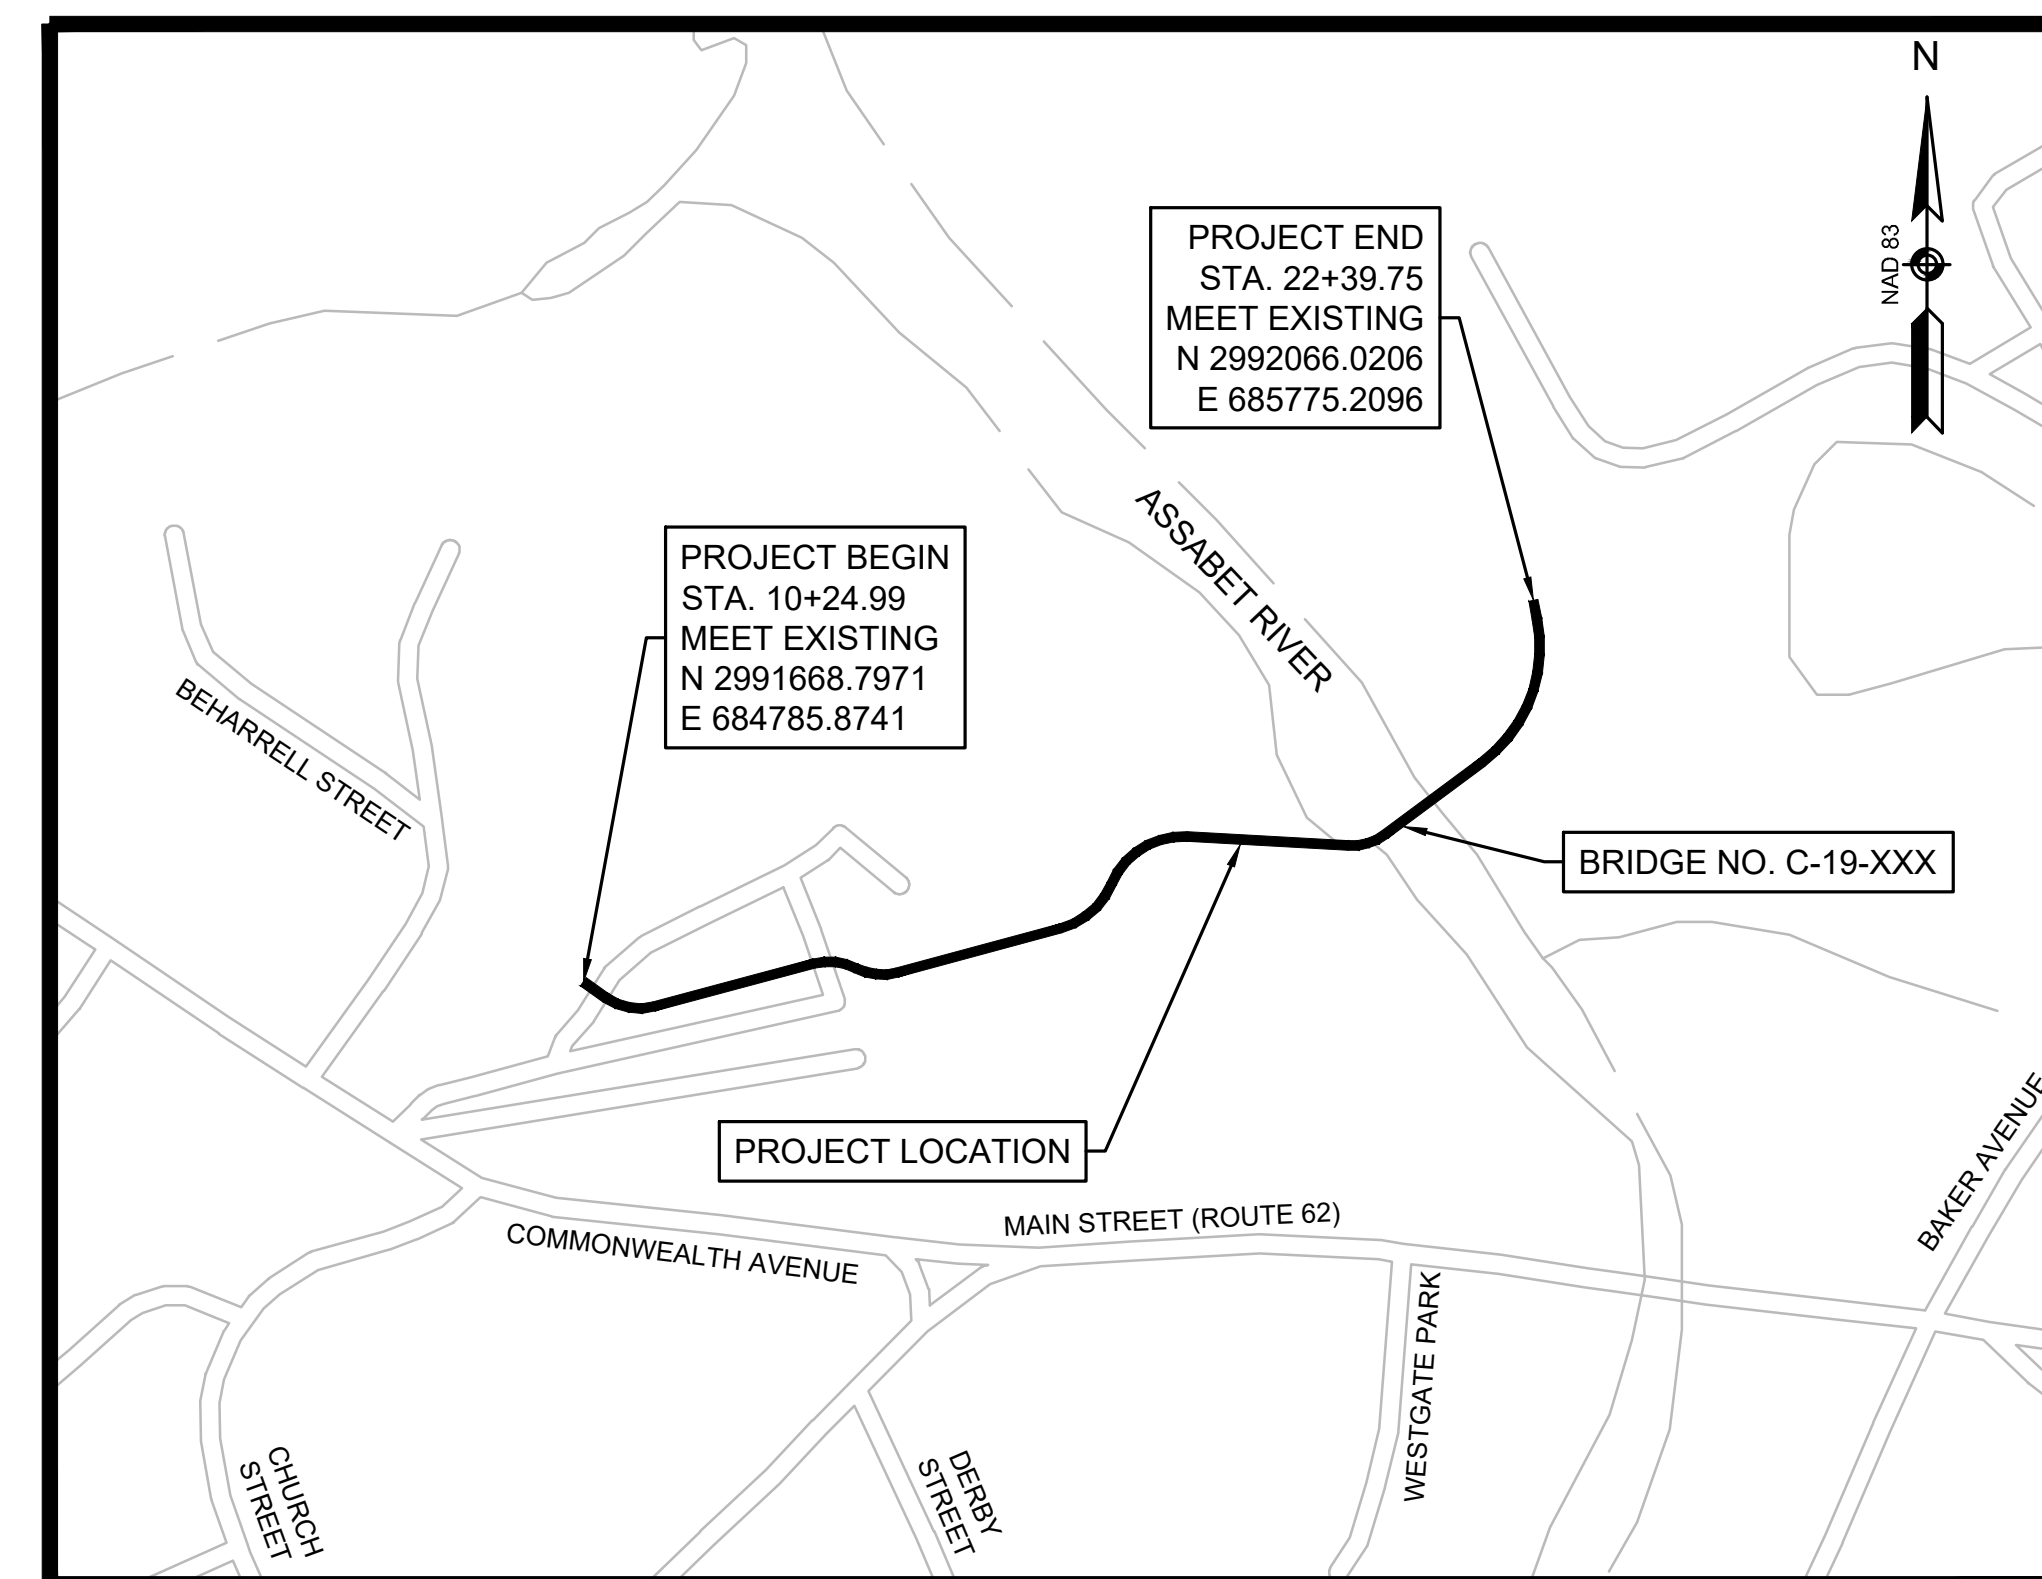 N
NAD 83
PROJECT END
STA. 22+39.75
MEET EXISTING
N 2992066.0206
E 685775.2096
ASSABET RIVER
PROJECT BEGIN
STA. 10+24.99
MEET EXISTING
N 2991668.7971
E 684785.8741
BEHARRELL STREET
BRIDGE NO. C-19-XXX
PROJECT LOCATION
BAKER AVENUE
MAIN STREET (ROUTE 62)
COMMONWEALTH AVENUE
WESTGATE PARK
CHURCH
STREET
DERBY
STREET